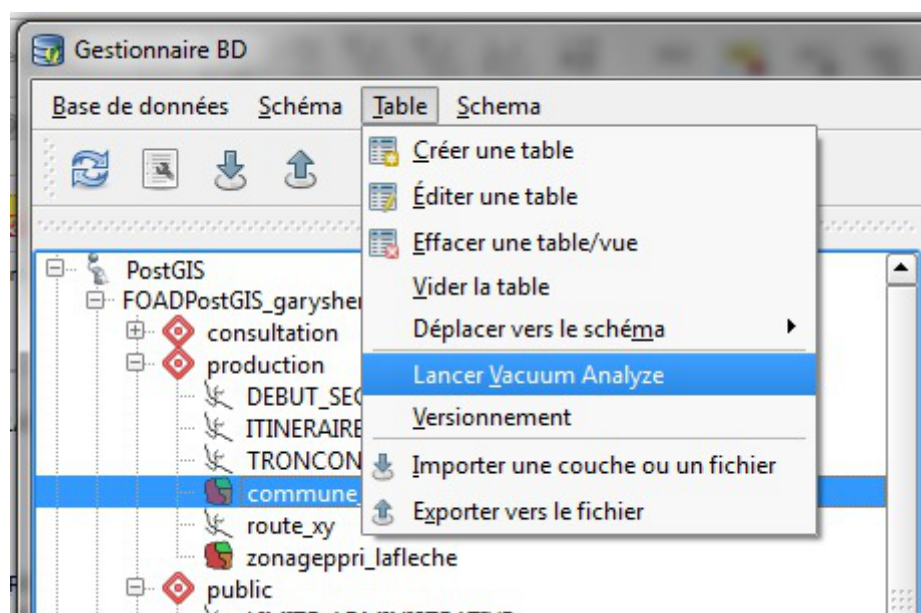 Gestionnaire BD
Base de données Schéma Table Schema
Créer une table
Éditer une table
Effacer une table/vue
Vider la table
Déplacer vers le schéma
Lancer Vacuum Analyze
Versionnement
Importer une couche ou un fichier
Exporter vers le fichier
PostGIS
consultation
production
route_xy
zonageppri_lafleche
public